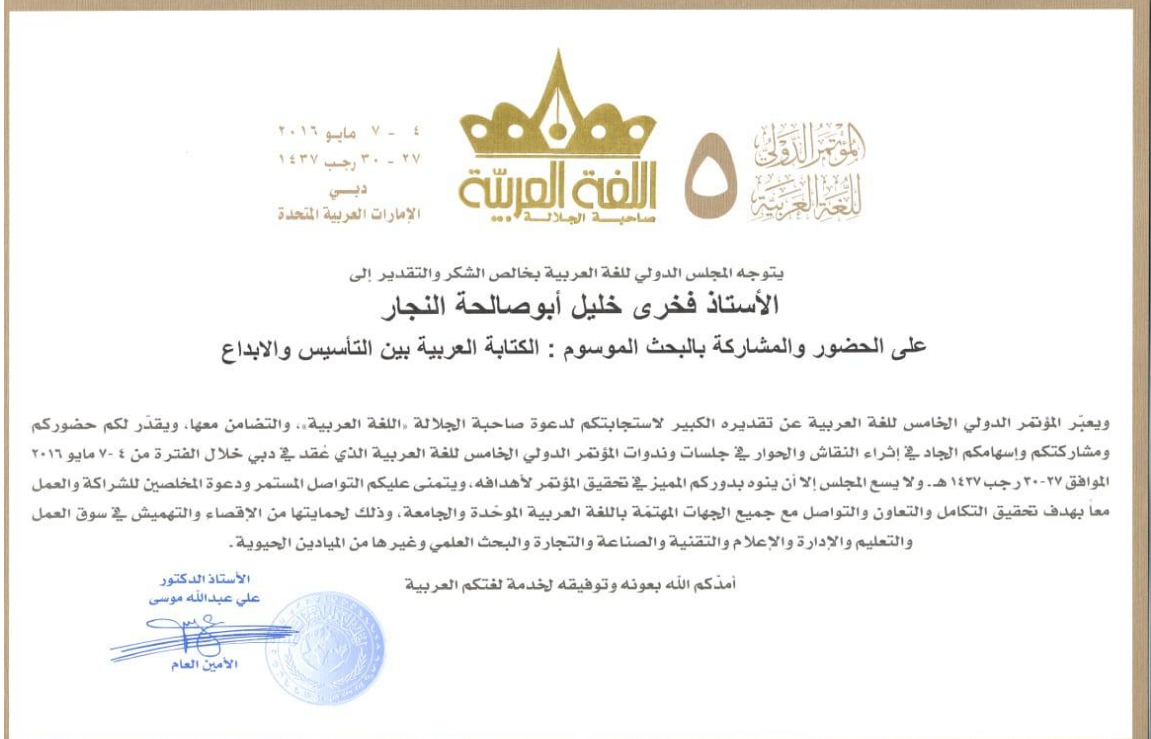 المؤتمر الدولي
للغة العربية
٥
اللغة العربية
صاحبة الجلالة
٤ - ٧ مايو ٢٠١٦
٢٧ - ٣٠ رجب ١٤٣٧
دبي
الإمارات العربية المتحدة
يتوجه المجلس الدولي للغة العربية بخالص الشكر والتقدير إلى
الأستاذ فخرى خليل أبوصالحة النجار
على الحضور والمشاركة بالبحث الموسوم : الكتابة العربية بين التأسيس والابداع
ويعبّر المؤتمر الدولي الخامس للغة العربية عن تقديره الكبير لاستجابتكم لدعوة صاحبة الجلالة «اللغة العربية»، والتضامن معها، ويقدّر لكم حضوركم
ومشاركتكم وإسهامكم الجاد في إثراء النقاش والحوار في جلسات وندوات المؤتمر الدولي الخامس للغة العربية الذي عُقد في دبي خلال الفترة من ٤ -٧ مايو ٢٠١٦
الموافق ٢٧-٣٠ رجب ١٤٣٧ هـ. ولا يسع المجلس إلا أن ينوه بدوركم المميز في تحقيق المؤتمر لأهدافه، ويتمنى عليكم التواصل المستمر ودعوة المخلصين للشراكة والعمل
معاً بهدف تحقيق التكامل والتعاون والتواصل مع جميع الجهات المهتمّة باللغة العربية الموحّدة والجامعة، وذلك لحمايتها من الإقصاء والتهميش في سوق العمل
والتعليم والإدارة والإعلام والتقنية والصناعة والتجارة والبحث العلمي وغيرها من الميادين الحيوية.
أمدّكم الله بعونه وتوفيقه لخدمة لغتكم العربية
الأستاذ الدكتور
علي عبدالله موسى
الأمين العام